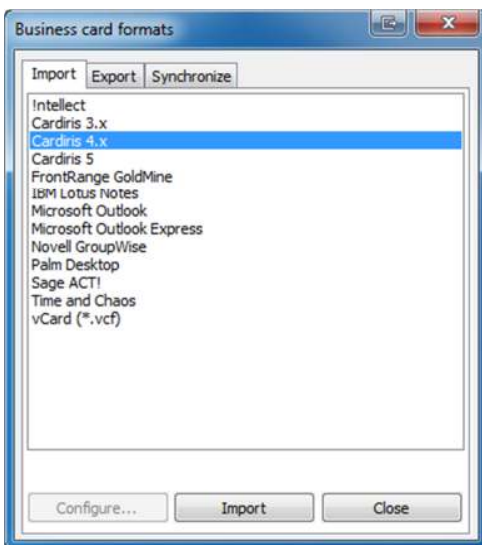 Business card formats
Import Export Synchronize
!ntellect
Cardiris 3.x
Cardiris 4.x
Cardiris 5
FrontRange GoldMine
IBM Lotus Notes
Microsoft Outlook
Microsoft Outlook Express
Novell GroupWise
Palm Desktop
Sage ACT!
Time and Chaos
vCard (*.vcf)
Configure... Import Close